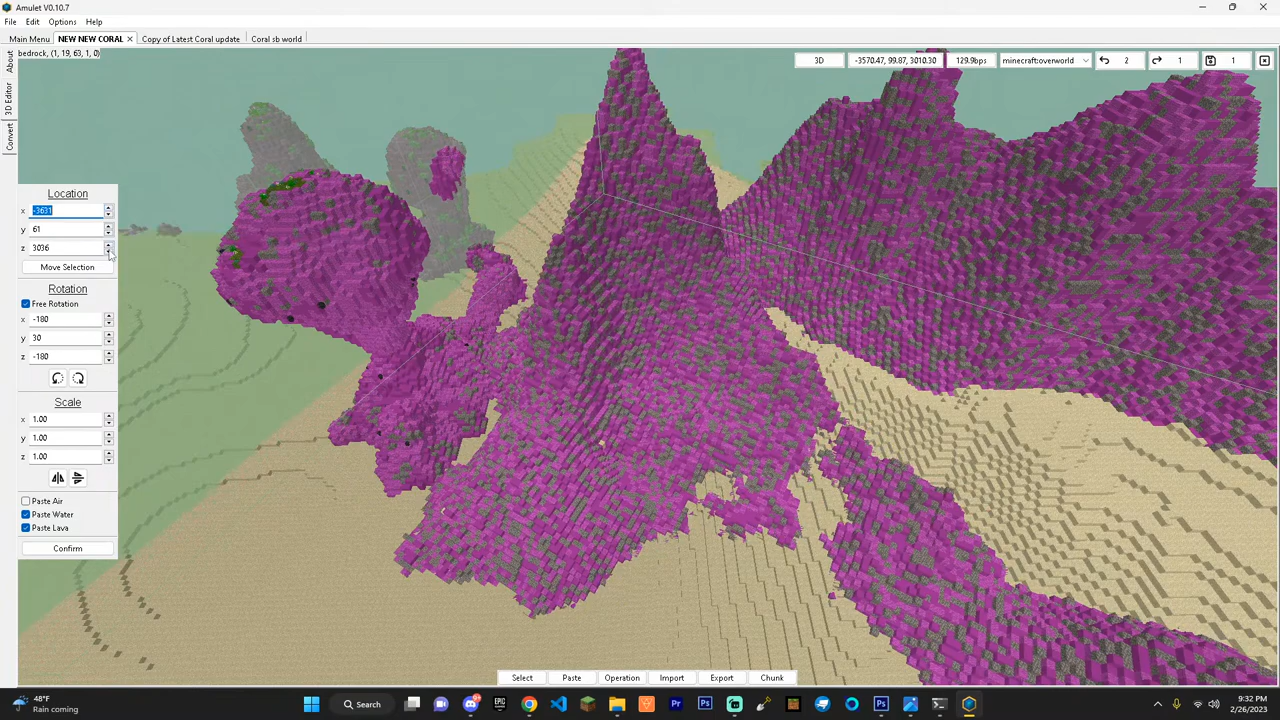 Amulet V0.10.7
File Edit Options Help
Main Menu NEW NEW CORAL Copy of Latest Coral update Coral sb world
bedrock, (1, 19, 63, 1, 0)
3D -3570.47, 99.87, 3010.30 129.9bps minecraft:overworld 2 1 1
About
3D Editor
Convert
Location
x -3631
y 61
z 3036
Move Selection
Rotation
Free Rotation
x -180
y 30
z -180
Scale
x 1.00
y 1.00
z 1.00
Paste Air
Paste Water
Paste Lava
Confirm
Select Paste Operation Import Export Chunk
48°F
Rain coming
Search
9:32 PM
2/26/2023